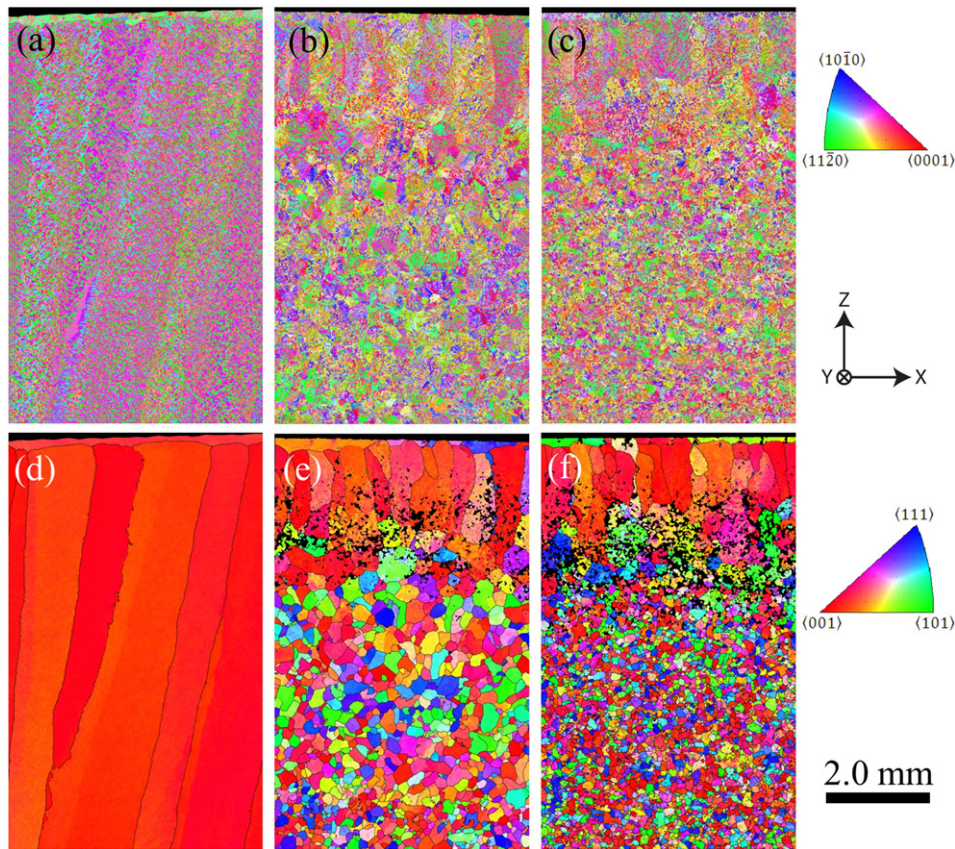 (a)
(b)
(c)
⟨101̄0⟩
⟨112̄0⟩
⟨0001⟩
Z
Y
X
(d)
(e)
(f)
⟨111⟩
⟨001⟩
⟨101⟩
2.0 mm